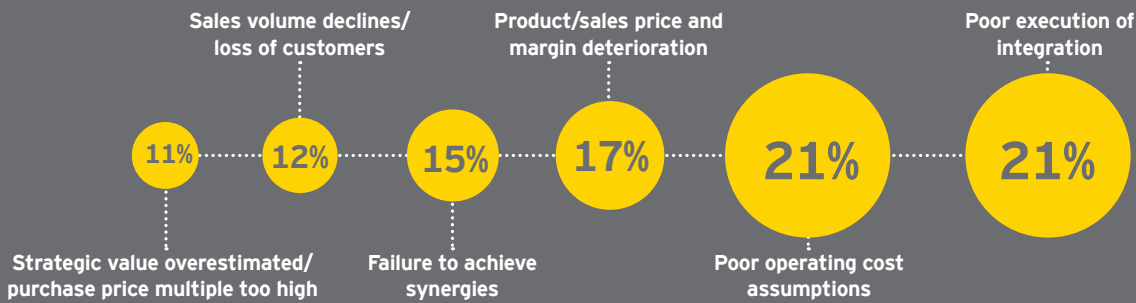 Sales volume declines/
loss of customers
Product/sales price and
margin deterioration
Poor execution of
integration
11%
12%
15%
17%
21%
21%
Strategic value overestimated/
purchase price multiple too high
Failure to achieve
synergies
Poor operating cost
assumptions